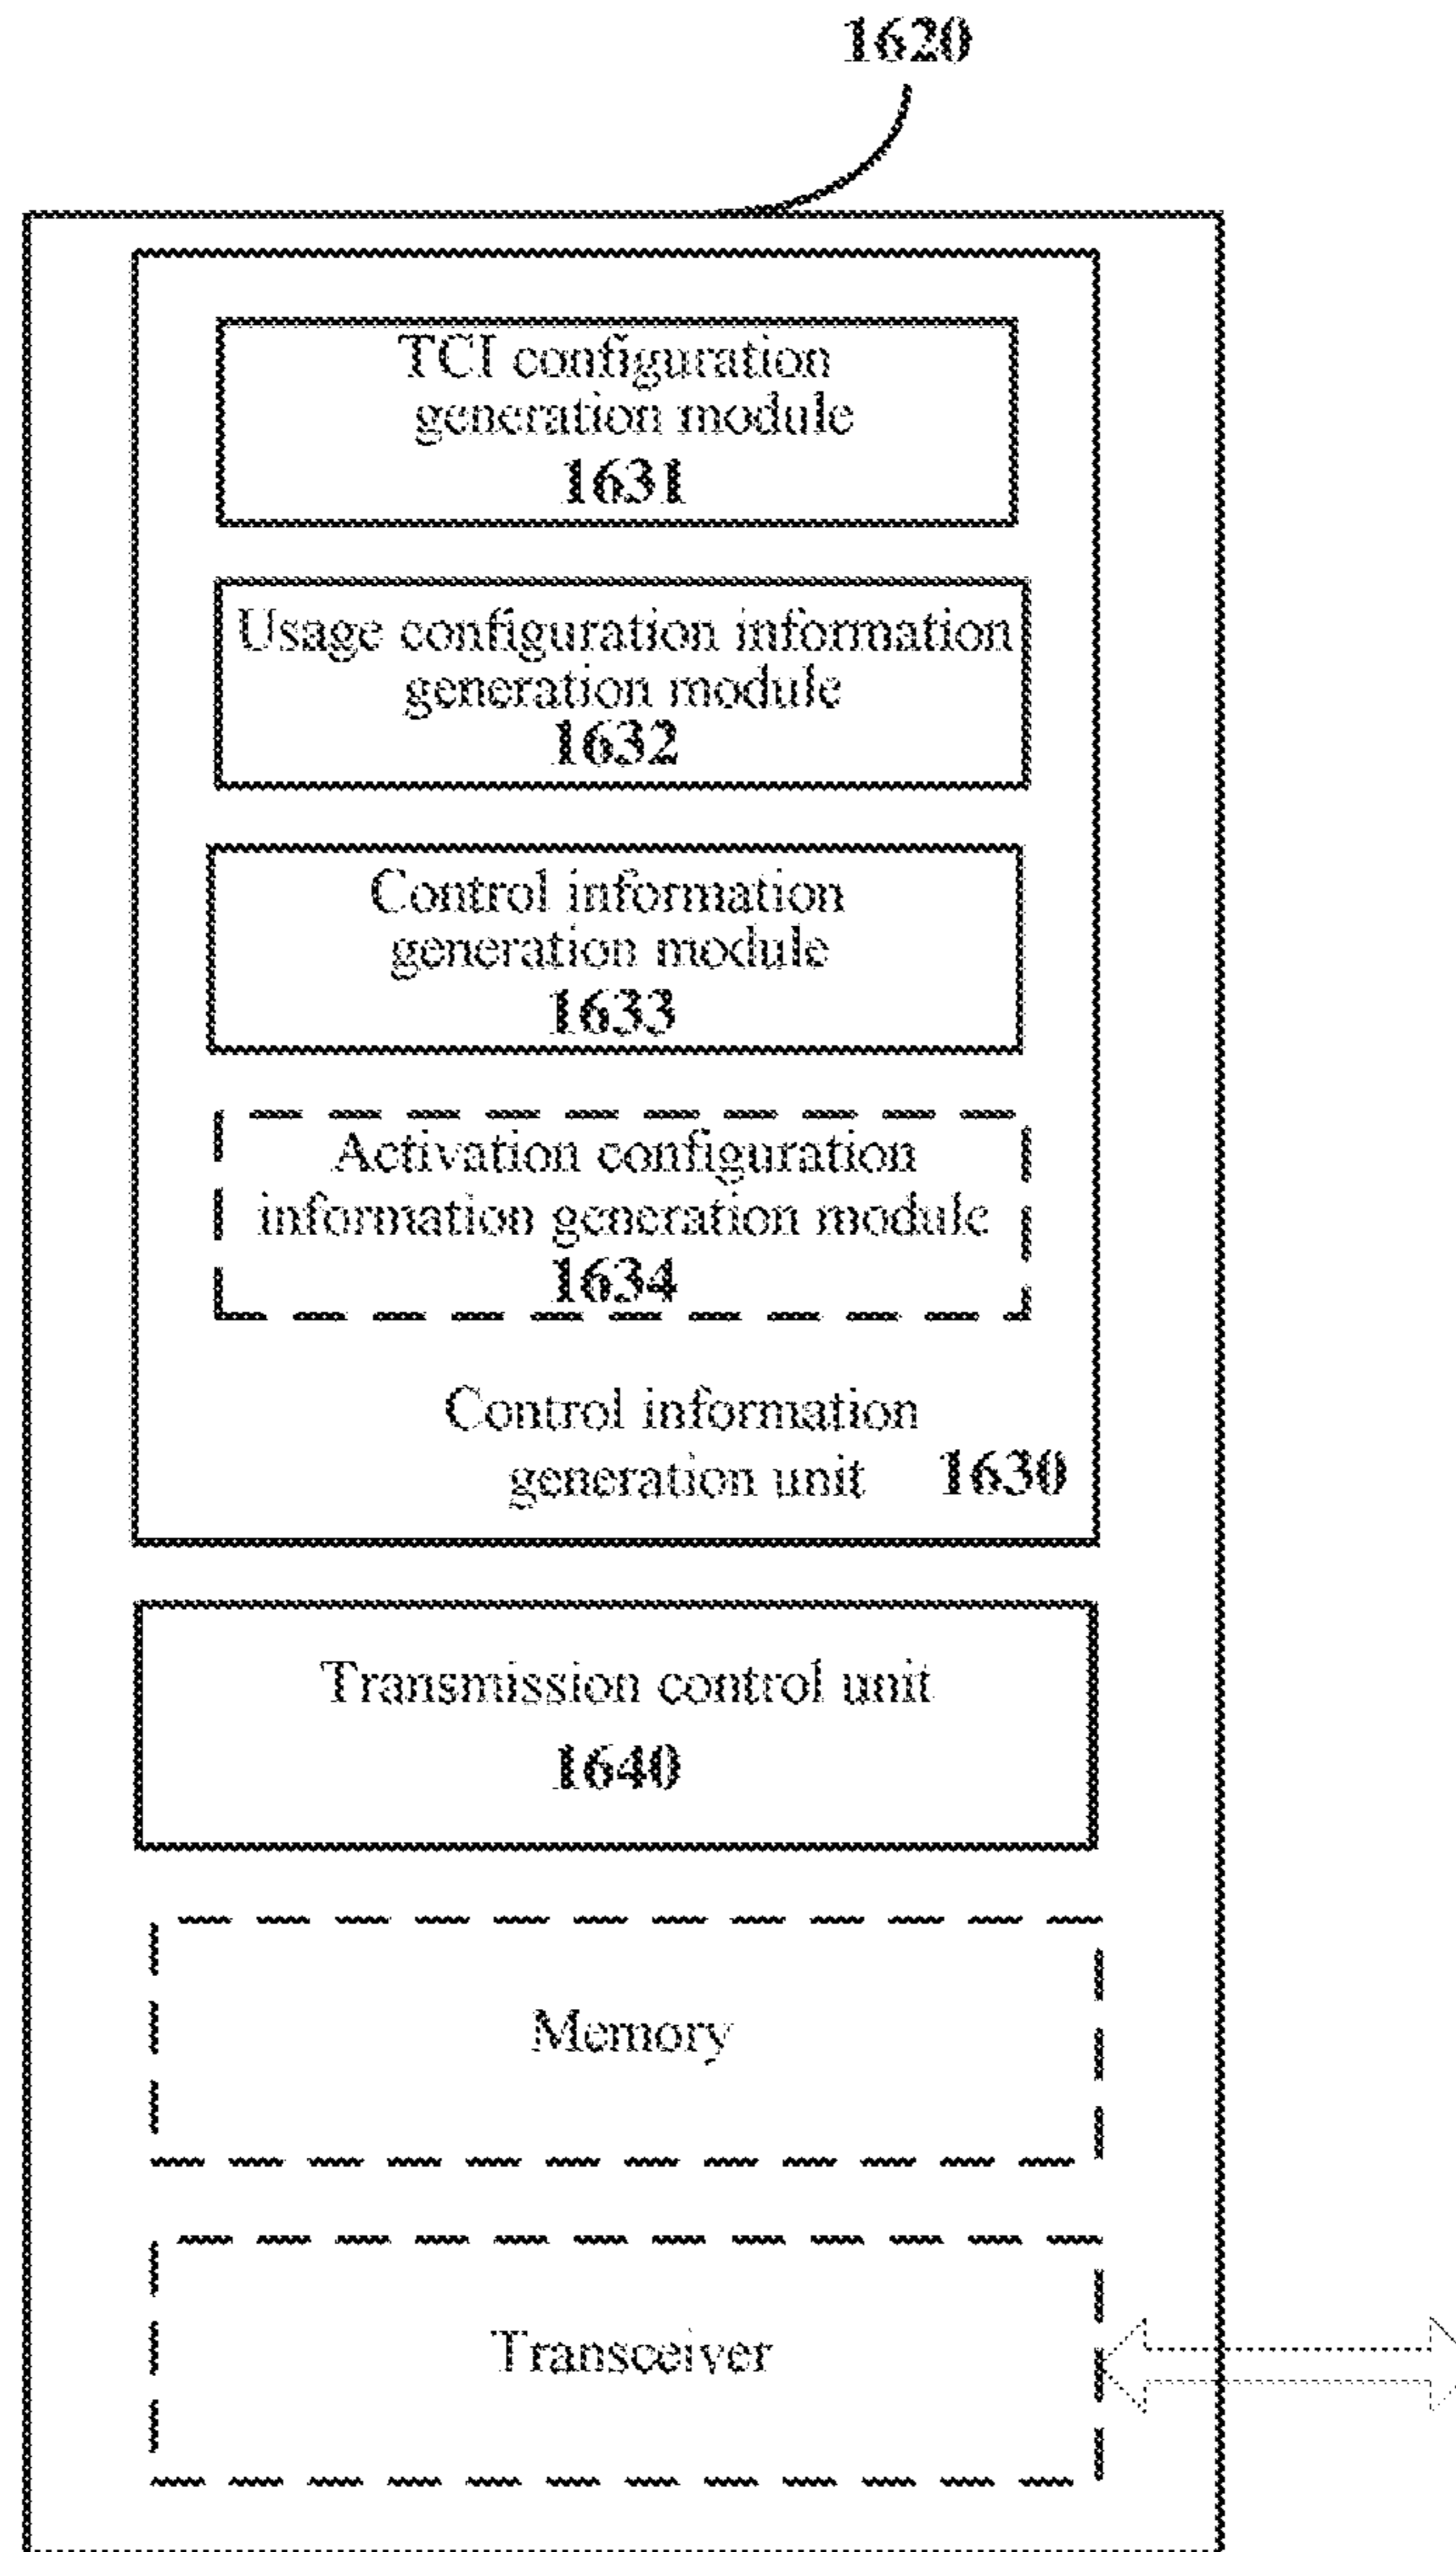 1620
TCI configuration
generation module
1631
Usage configuration information
generation module
1632
Control information
generation module
1633
Activation configuration
information generation module
1634
Control information
generation unit 1630
Transmission control unit
1640
Memory
Transceiver